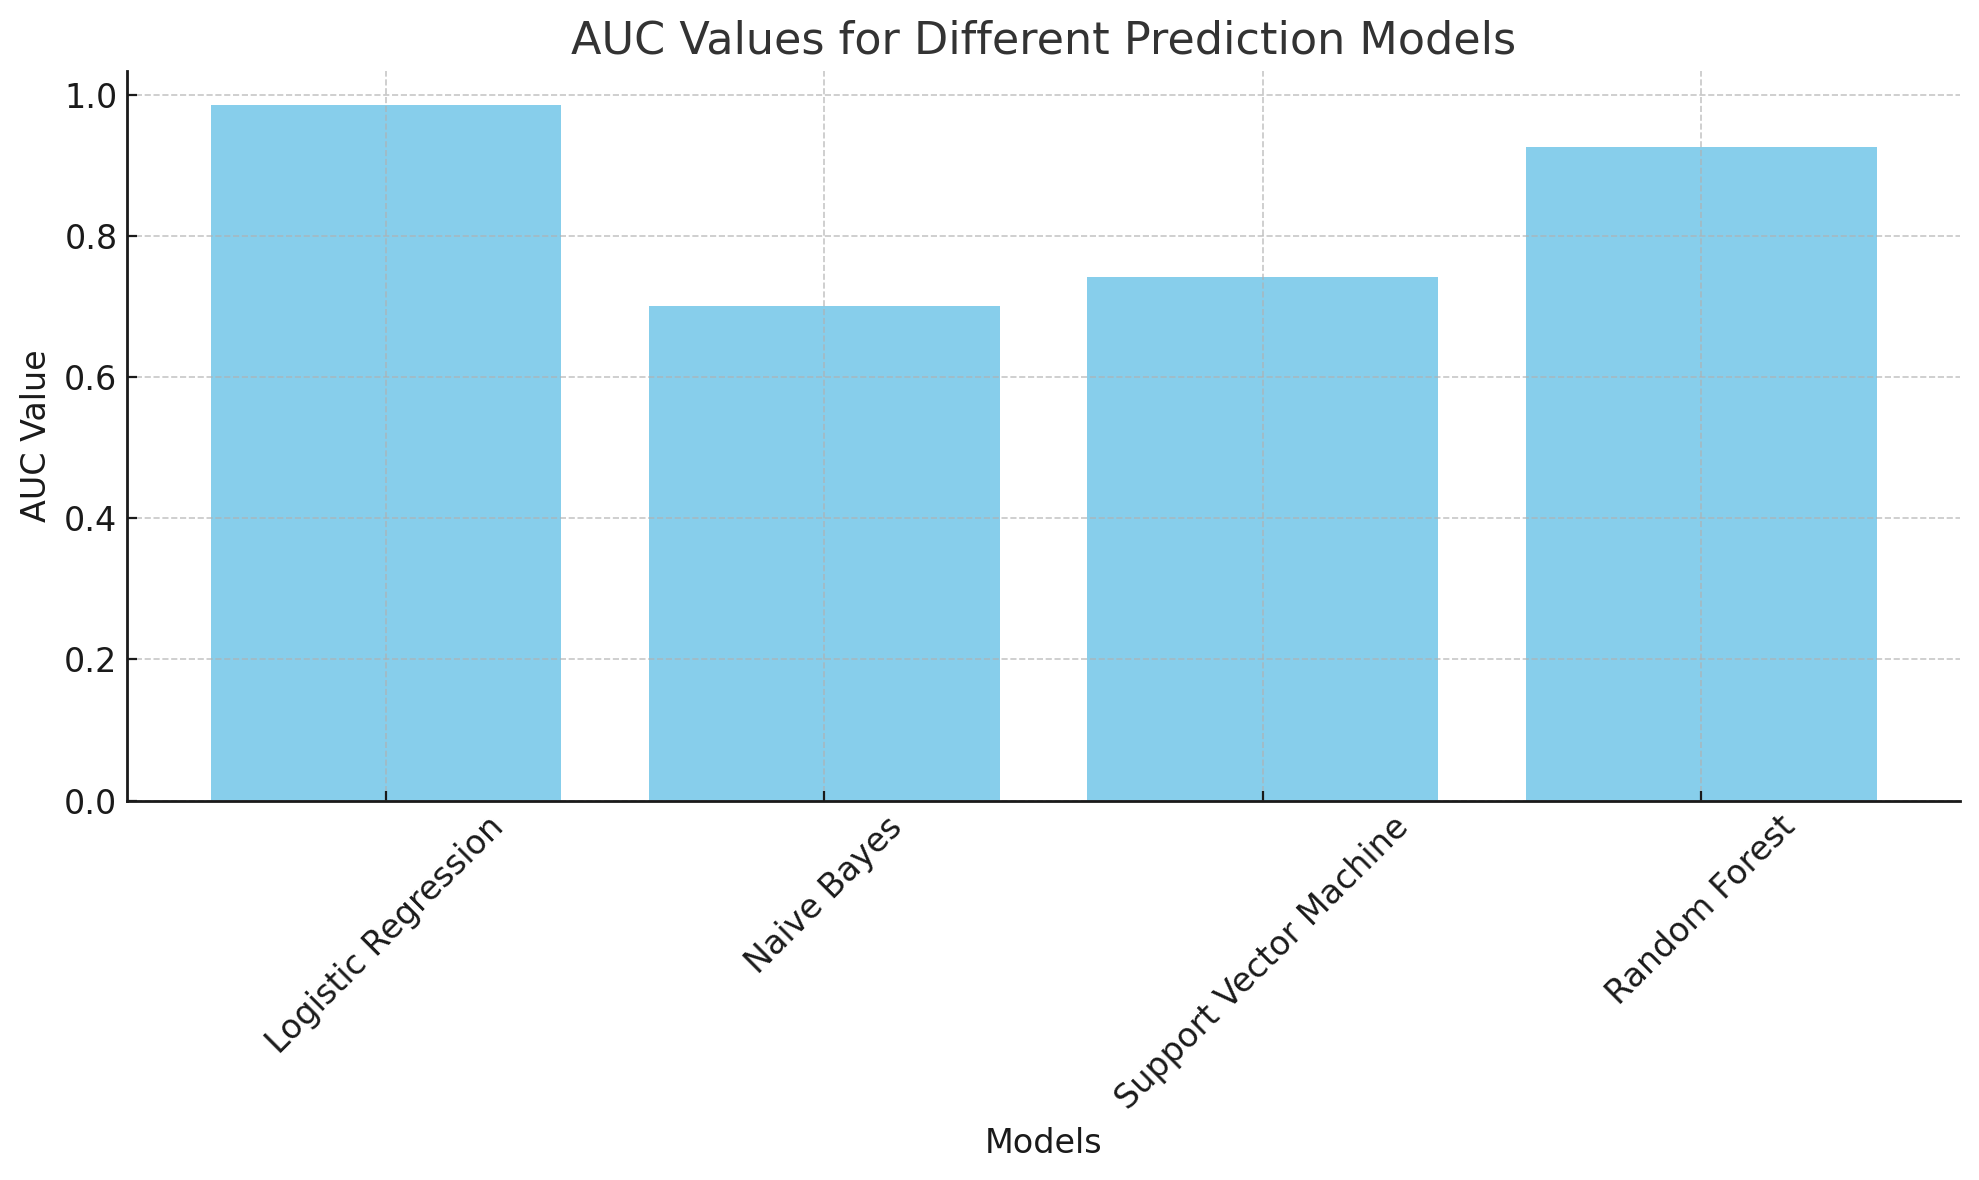 AUC Values for Different Prediction Models
AUC Value
1.0
0.8
0.6
0.4
0.2
0.0
Logistic Regression
Naive Bayes
Support Vector Machine
Random Forest
Models